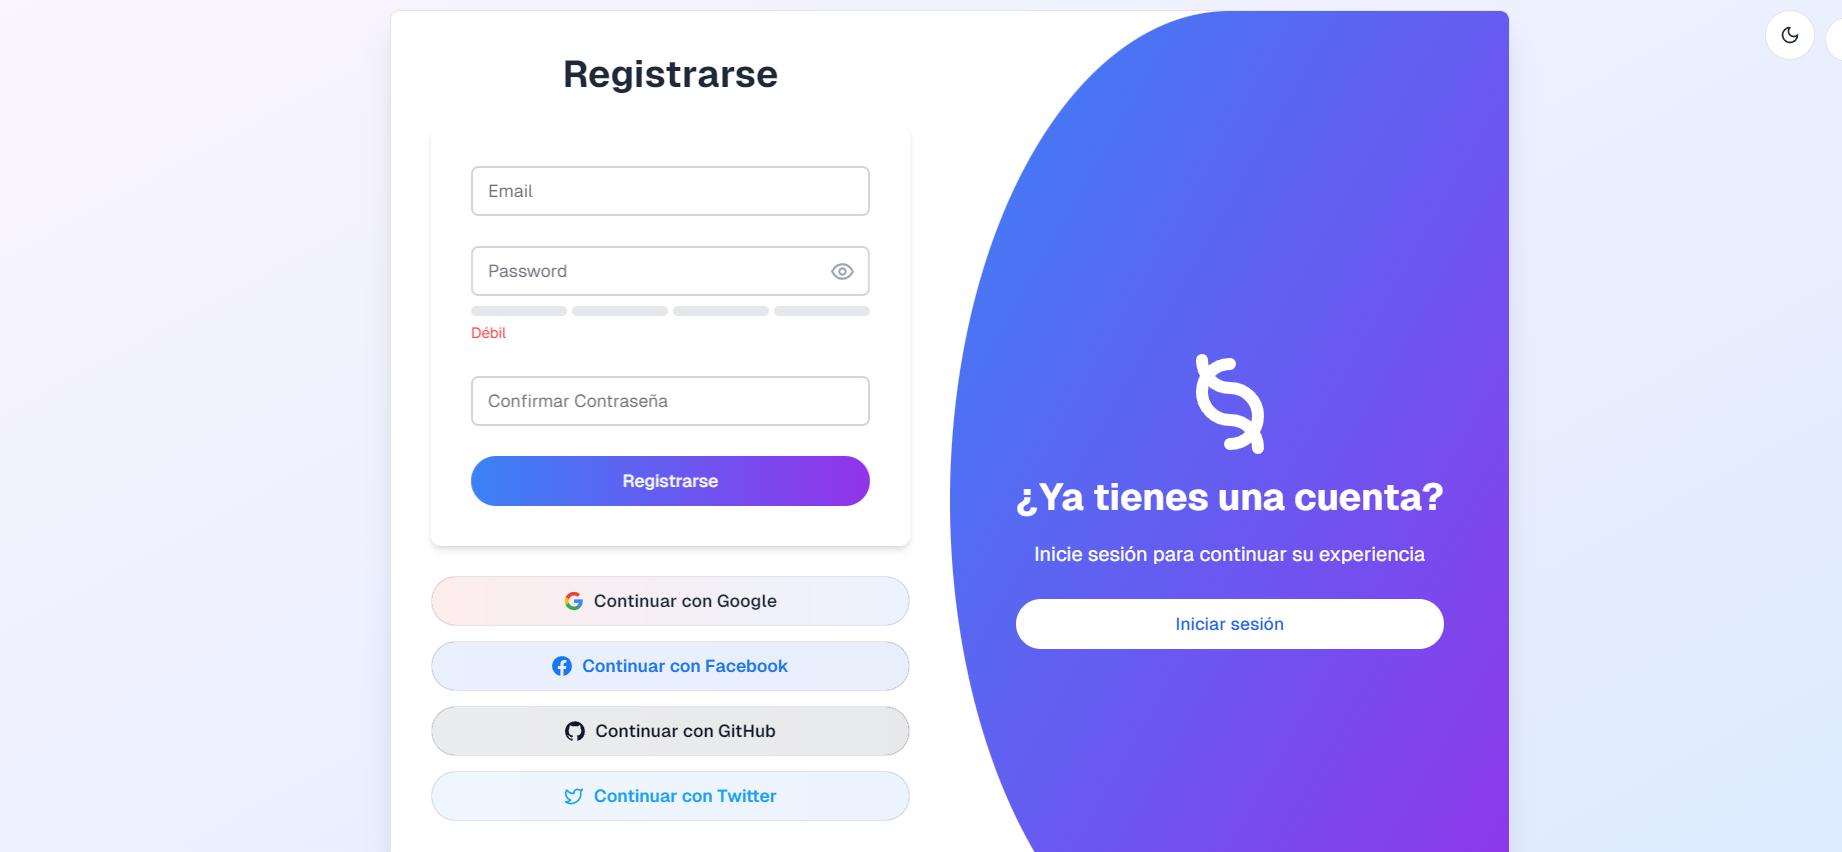 Registrarse
Email
Password
Débil
Confirmar Contraseña
Registrarse
Continuar con Google
Continuar con Facebook
Continuar con GitHub
Continuar con Twitter
¿Ya tienes una cuenta?
Inicie sesión para continuar su experiencia
Iniciar sesión